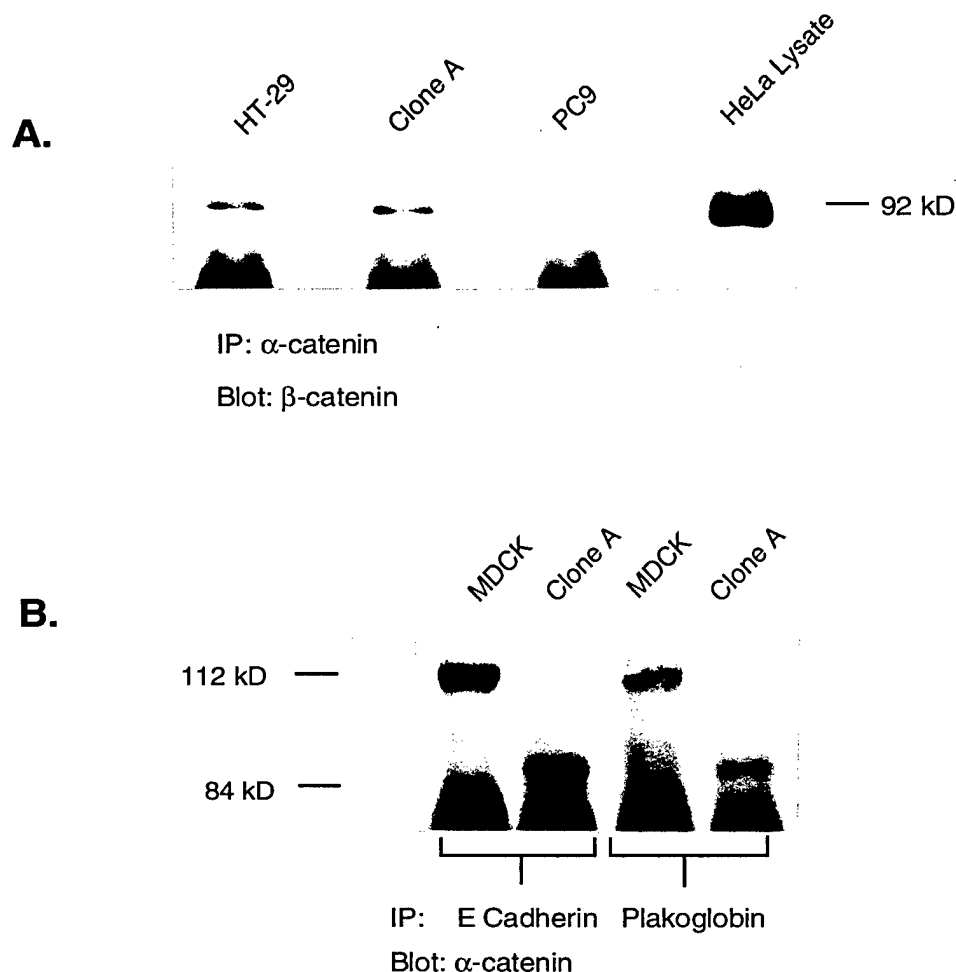 A.
HT-29 Clone A PC9 HeLa Lysate
92 kD
IP: α-catenin
Blot: β-catenin
B.
MDCK Clone A MDCK Clone A
112 kD
84 kD
IP: E Cadherin Plakoglobin
Blot: α-catenin